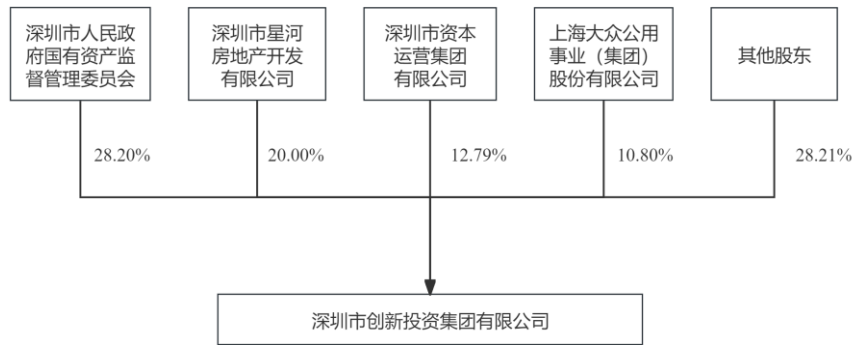 深圳市人民政
府国有资产监
督管理委员会
深圳市星河
房地产开发
有限公司
深圳市资本
运营集团
有限公司
上海大众公用
事业（集团）
股份有限公司
其他股东
28.20%
20.00%
12.79%
10.80%
28.21%
深圳市创新投资集团有限公司